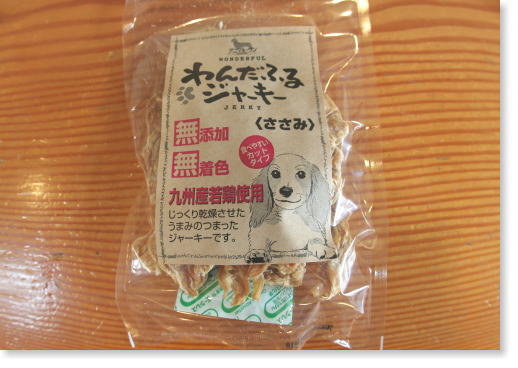 WONDERFUL
わんだふる
ジャーキー
JERKY
〈ささみ〉
無添加
無着色
食べやすい
カット
タイプ
九州産若鶏使用
じっくり乾燥させた
うまみのつまった
ジャーキーです。